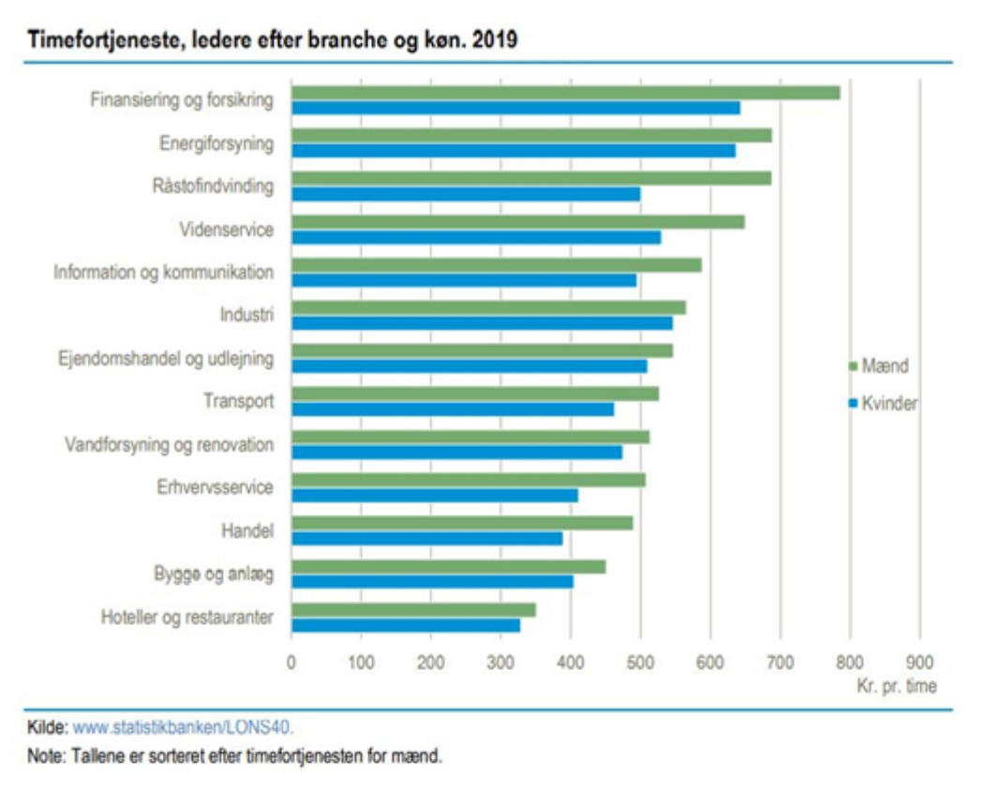 Timefortjeneste, ledere efter branche og køn. 2019
Finansiering og forsikring
Energiforsyning
Råstofindvinding
Videnservice
Information og kommunikation
Industri
Ejendomshandel og udlejning
Transport
Vandforsyning og renovation
Erhvervsservice
Handel
Bygge og anlæg
Hoteller og restauranter
Mænd
Kvinder
0 100 200 300 400 500 600 700 800 900
Kr. pr. time
Kilde: www.statistikbanken/LONS40.
Note: Tallene er sorteret efter timefortjenesten for mænd.